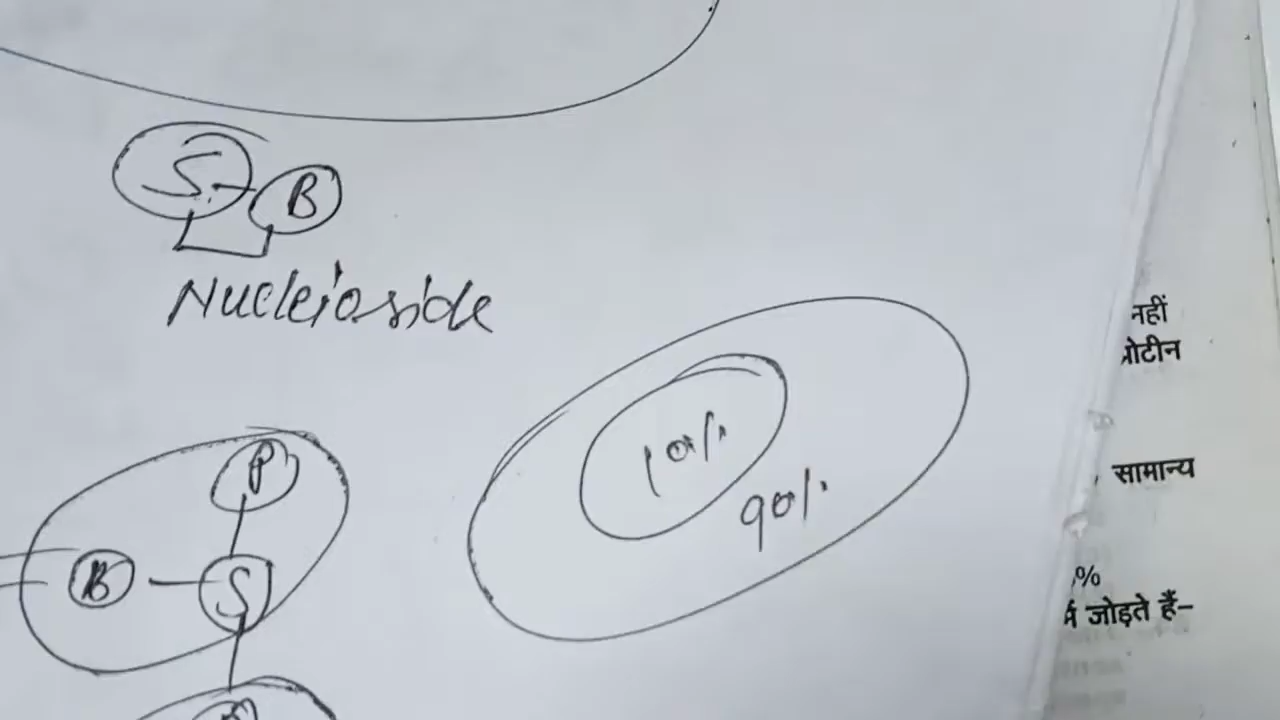 S B
Nucleioside
P
B S
10%
90%
नहीं
प्रोटीन
सामान्य
%
में जोड़ते हैं–